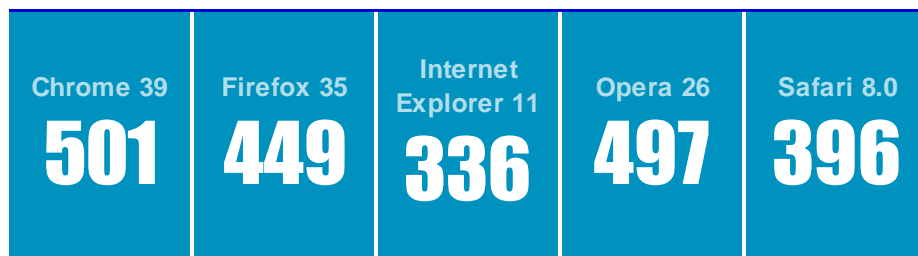 Chrome 39
501
Firefox 35
449
Internet
Explorer 11
336
Opera 26
497
Safari 8.0
396